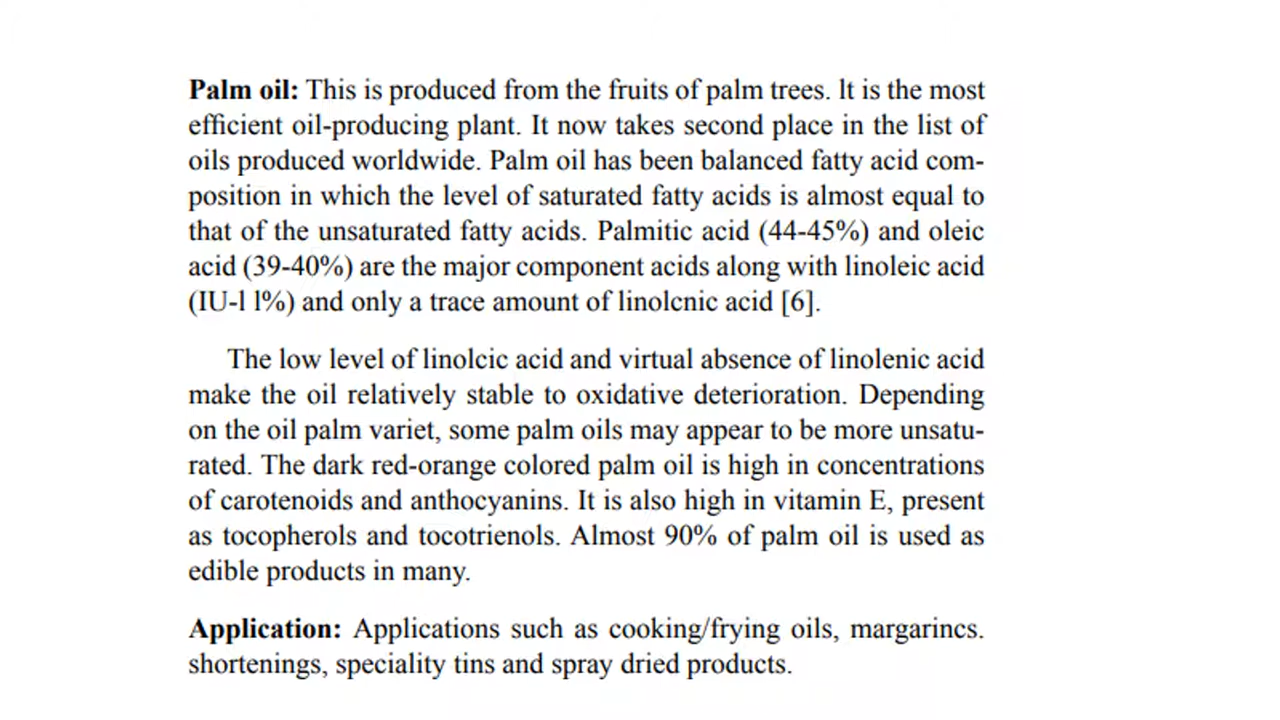 Palm oil: This is produced from the fruits of palm trees. It is the most
efficient oil-producing plant. It now takes second place in the list of
oils produced worldwide. Palm oil has been balanced fatty acid com-
position in which the level of saturated fatty acids is almost equal to
that of the unsaturated fatty acids. Palmitic acid (44-45%) and oleic
acid (39-40%) are the major component acids along with linoleic acid
(IU-l l%) and only a trace amount of linolcnic acid [6].
The low level of linolcic acid and virtual absence of linolenic acid
make the oil relatively stable to oxidative deterioration. Depending
on the oil palm variet, some palm oils may appear to be more unsatu-
rated. The dark red-orange colored palm oil is high in concentrations
of carotenoids and anthocyanins. It is also high in vitamin E, present
as tocopherols and tocotrienols. Almost 90% of palm oil is used as
edible products in many.
Application: Applications such as cooking/frying oils, margarincs.
shortenings, speciality tins and spray dried products.